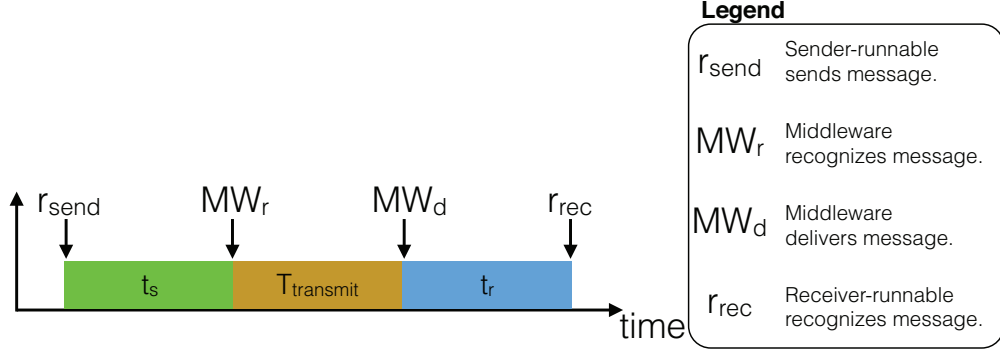 Legend
r_send Sender-runnable
sends message.
MW_r Middleware
recognizes message.
MW_d Middleware
delivers message.
r_rec Receiver-runnable
recognizes message.
r_send MW_r MW_d r_rec
t_s T_transmit t_r
time